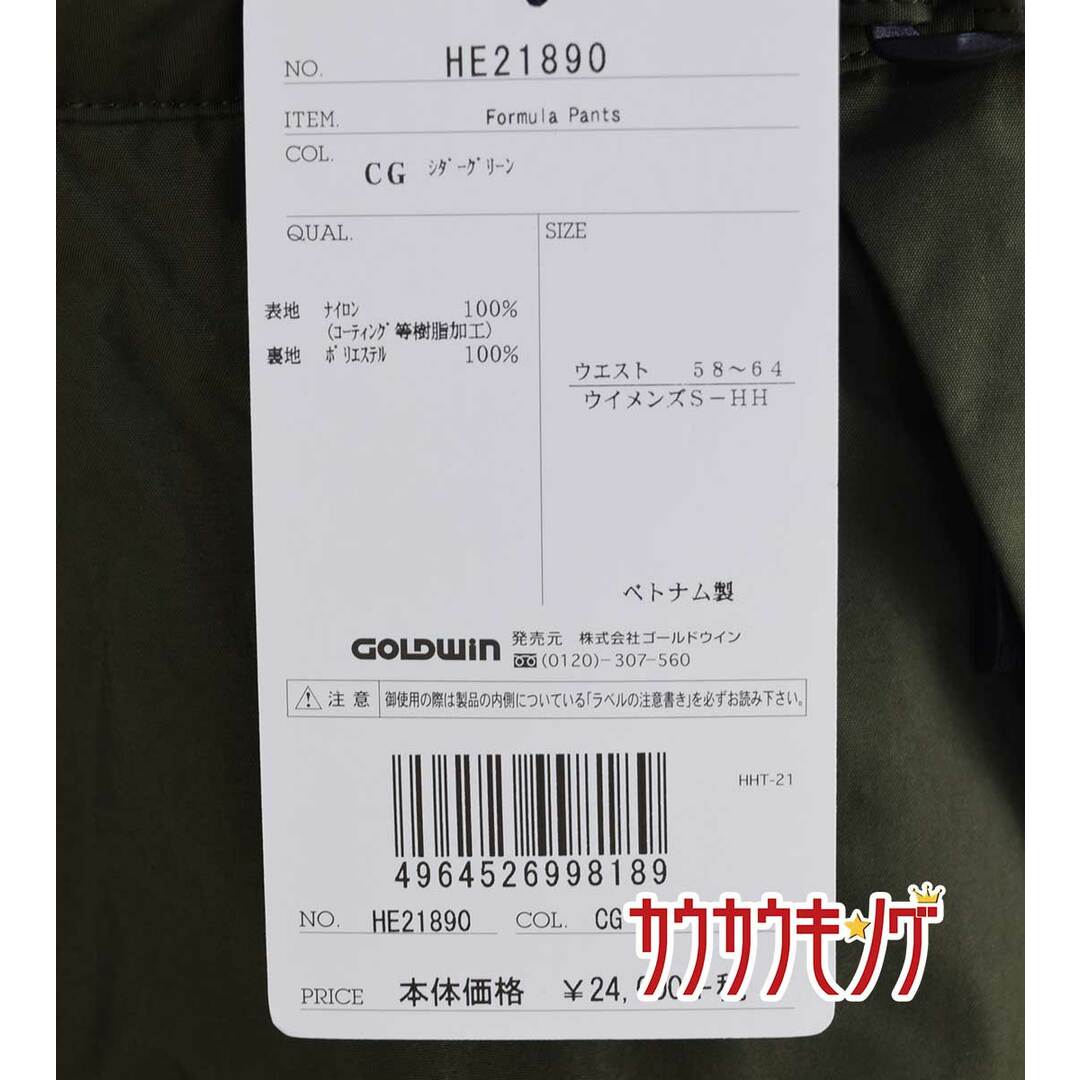 NO. HE21890
ITEM. Formula Pants
COL. CG シダーグリーン
QUAL.
表地 ナイロン 100%
(コーティング等樹脂加工)
裏地 ポリエステル 100%
SIZE
ウエスト 58~64
ウイメンズS-HH
ベトナム製
GOLDWIN 発売元 株式会社ゴールドウイン
(0120)-307-560
注意 御使用の際は製品の内側についている「ラベルの注意書き」を必ずお読み下さい。
HHT-21
4964526998189
NO. HE21890 COL. CG
カウカウキング
PRICE 本体価格 ¥24,